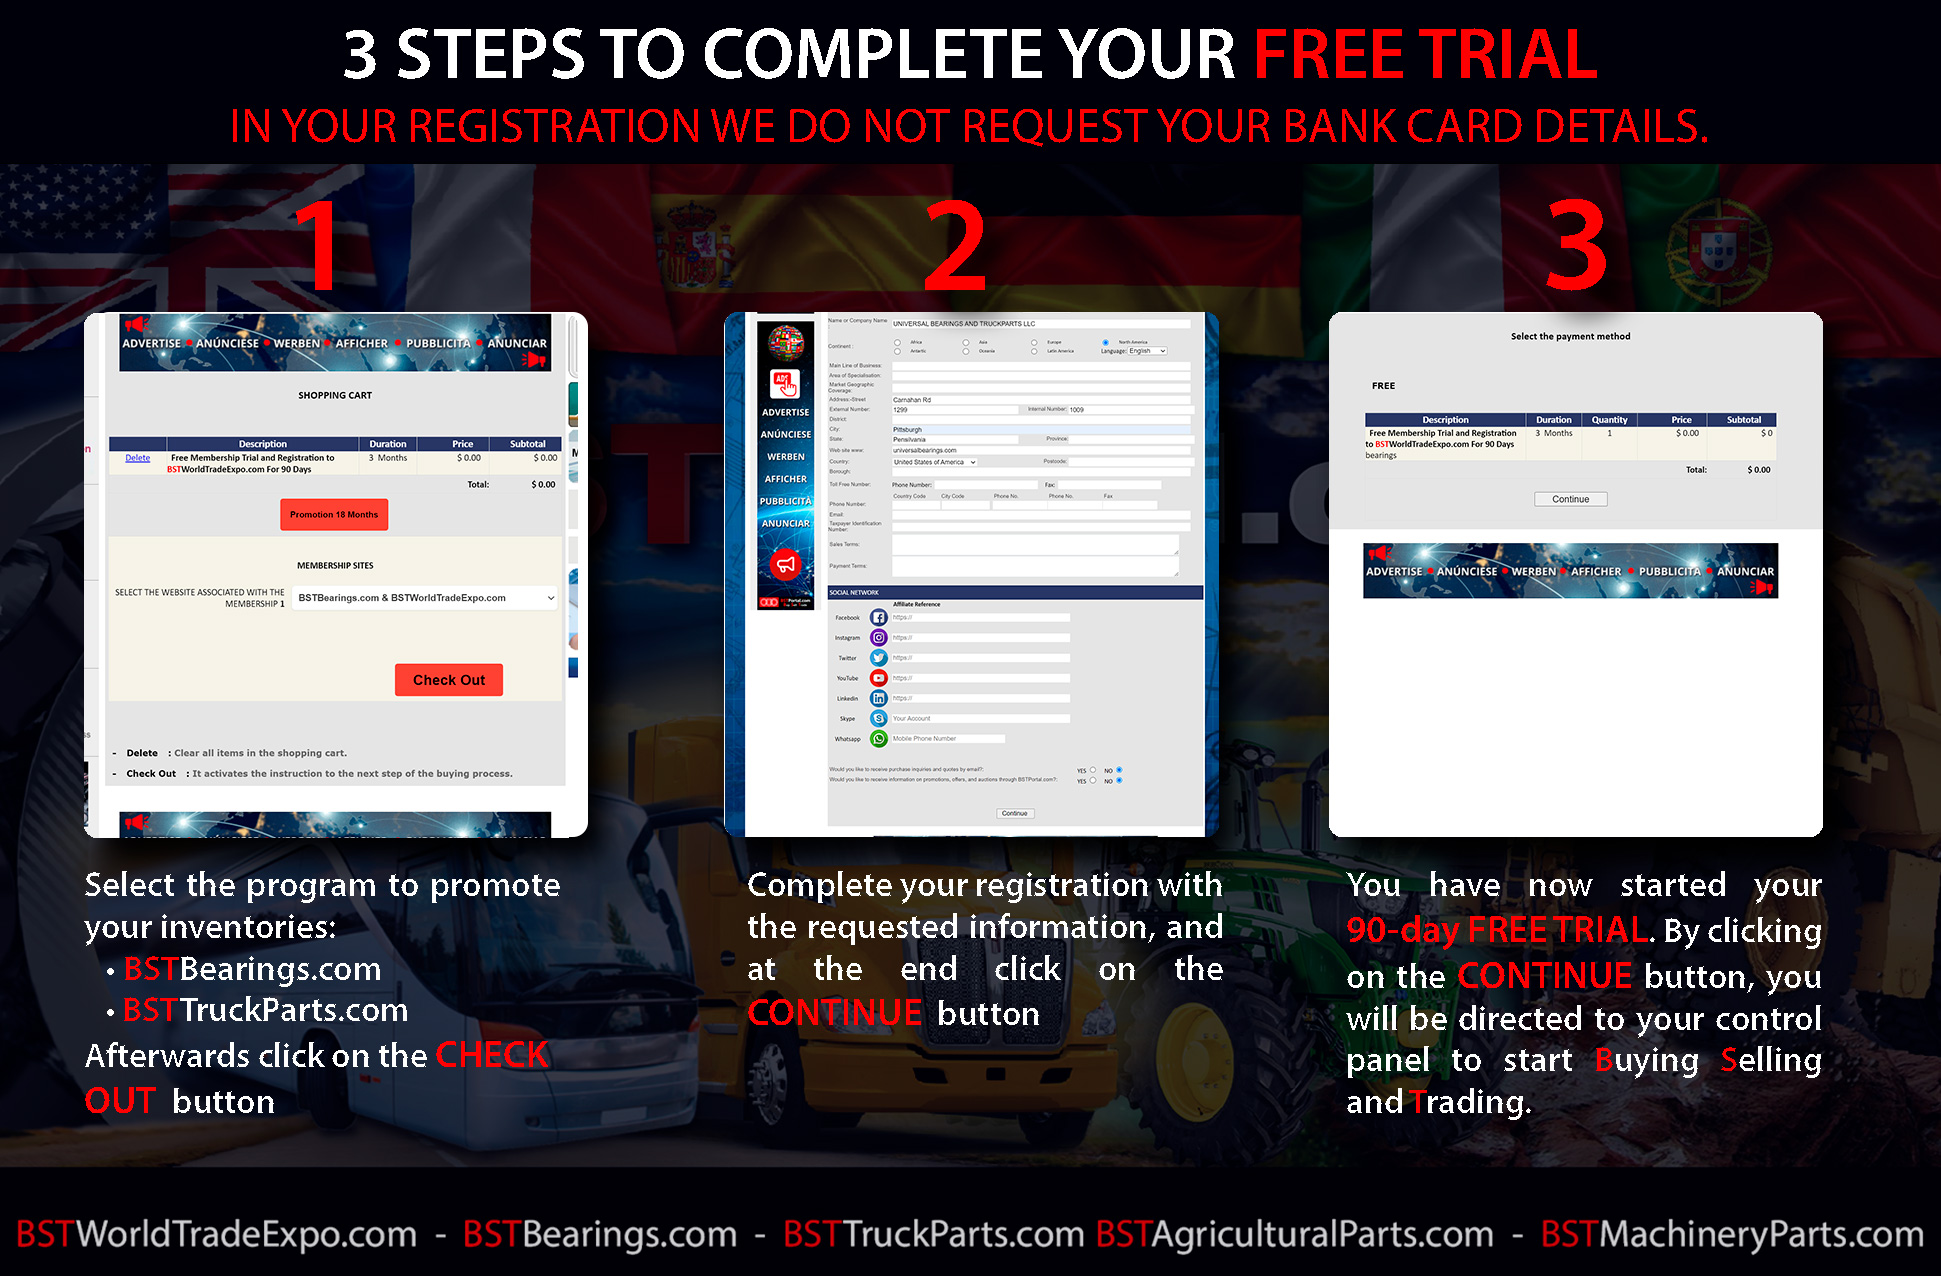 3 STEPS TO COMPLETE YOUR FREE TRIAL
IN YOUR REGISTRATION WE DO NOT REQUEST YOUR BANK CARD DETAILS.
1
ADVERTISE • ANÚNCIESE • WERBEN • AFFICHER • PUBBLICITÀ • ANUNCIAR
SHOPPING CART
Description Duration Price Subtotal
Delete Free Membership Trial and Registration to 3 Months $ 0.00 $ 0.00
BSTWorldTradeExpo.com For 90 Days
Total: $ 0.00
Promotion 18 Months
MEMBERSHIP SITES
SELECT THE WEBSITE ASSOCIATED WITH THE
MEMBERSHIP 1
BSTBearings.com & BSTWorldTradeExpo.com
Check Out
- Delete : Clear all items in the shopping cart.
- Check Out : It activates the instruction to the next step of the buying process.
Select the program to promote
your inventories:
• BSTBearings.com
• BSTTruckParts.com
Afterwards click on the CHECK
OUT button
2
ADVERTISE
ANÚNCIESE
WERBEN
AFFICHER
PUBBLICITÀ
ANUNCIAR
Name or Company Name UNIVERSAL BEARINGS AND TRUCKPARTS LLC
Continent: Africa Asia Europe North America
Antartic Oceania Latin America Language: English
Main Line of Business:
Area of Specialisation:
Market Geographic
Coverage:
Address:-Street: Carnahan Rd
External Number: 1299 Internal Number: 1009
District:
City: Pittsburgh
State: Pensilvania Province:
Web site www: universalbearings.com
Country: United States of America Postcode:
Borough:
Toll Free Number: Phone Number: Fax:
Country Code City Code Phone No. Phone No. Fax
Phone Number:
Email:
Taxpayer Identification
Number:
Sales Terms:
Payment Terms:
SOCIAL NETWORK
Affiliate Reference
Facebook https://
Instagram https://
Twitter https://
YouTube https://
Linkedin https://
Skype Your Account
Whatsapp Mobile Phone Number
Would you like to receive purchase inquiries and quotes by email?: YES NO
Would you like to receive information on promotions, offers, and auctions through BSTPortal.com?: YES NO
Continue
Complete your registration with
the requested information, and
at the end click on the
CONTINUE button
3
Select the payment method
FREE
Description Duration Quantity Price Subtotal
Free Membership Trial and Registration 3 Months 1 $ 0.00 $ 0
to BSTWorldTradeExpo.com For 90 Days
bearings
Total: $ 0.00
Continue
ADVERTISE • ANÚNCIESE • WERBEN • AFFICHER • PUBBLICITÀ • ANUNCIAR
You have now started your
90-day FREE TRIAL. By clicking
on the CONTINUE button, you
will be directed to your control
panel to start Buying Selling
and Trading.
BSTWorldTradeExpo.com - BSTBearings.com - BSTTruckParts.com BSTAgriculturalParts.com - BSTMachineryParts.com